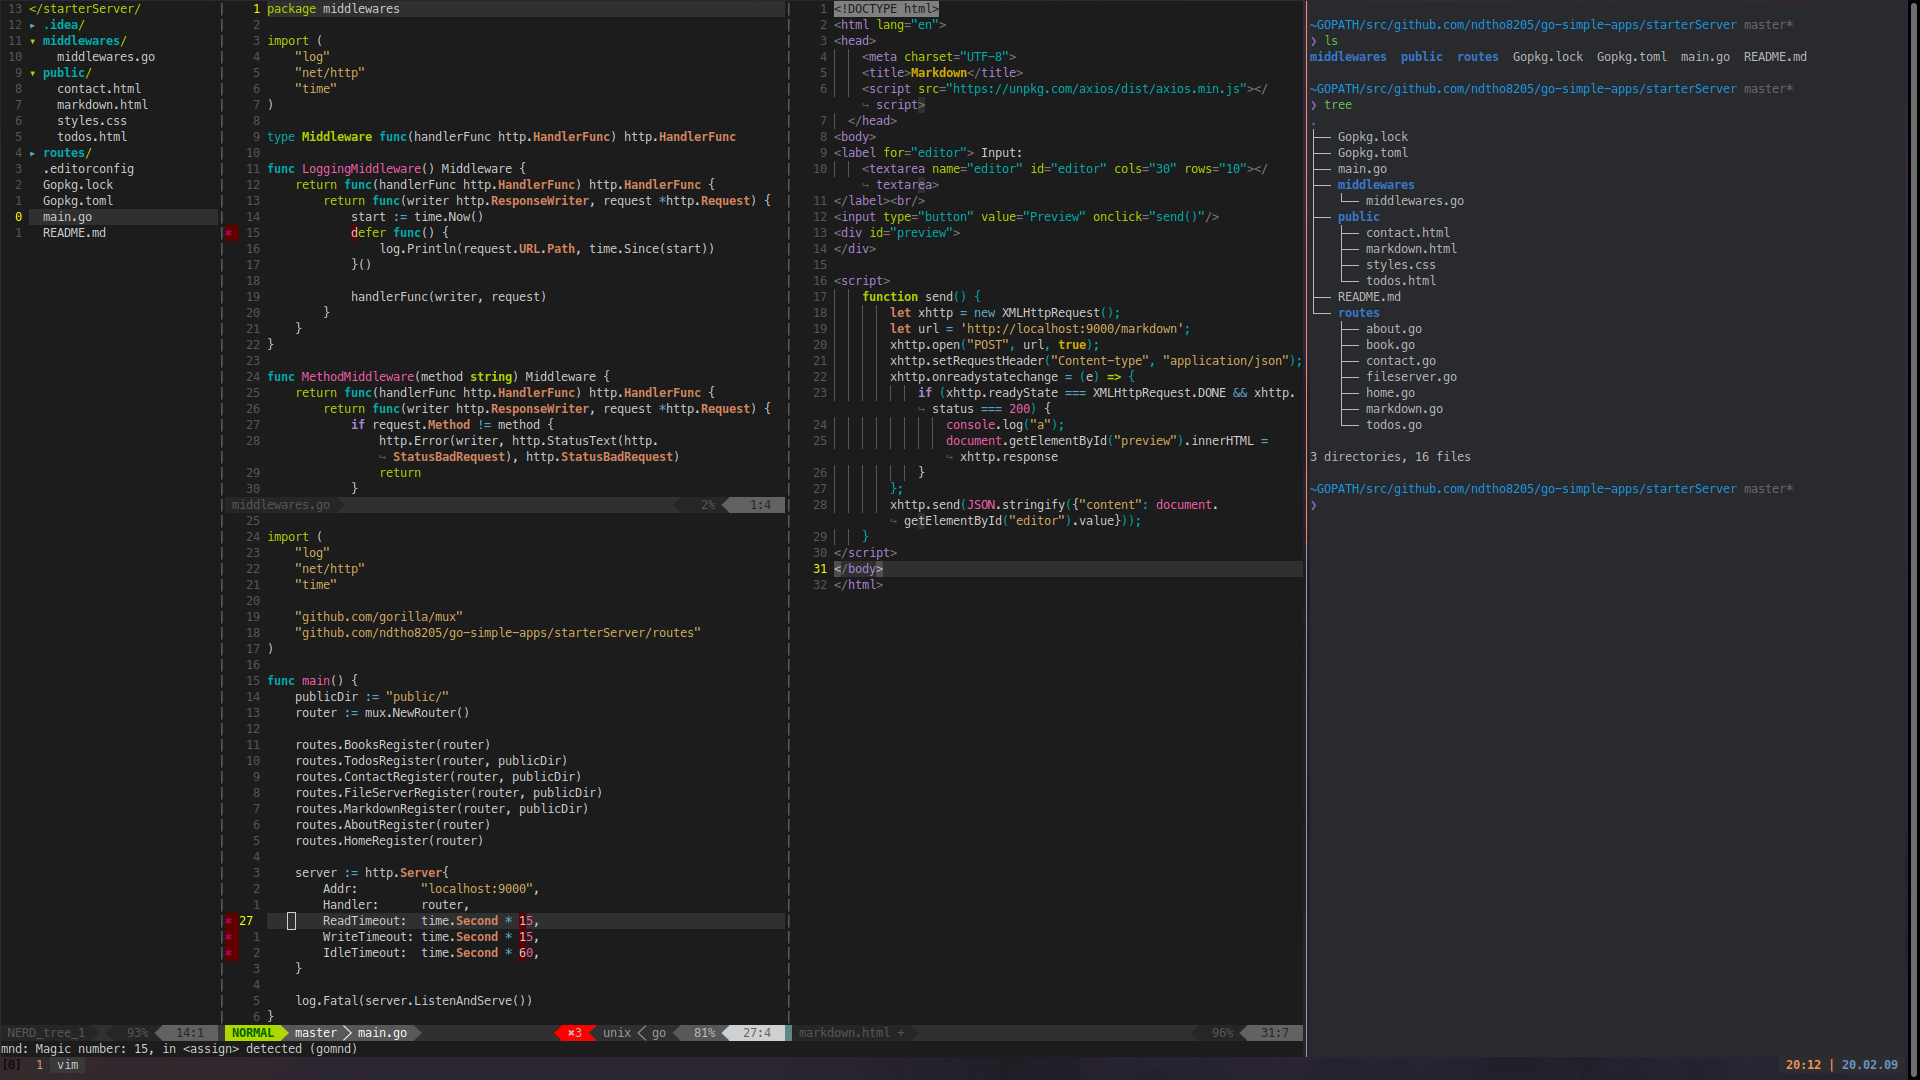 13 </starterServer/
12 ▸ .idea/
11 ▾ middlewares/
10 middlewares.go
9 ▾ public/
8 contact.html
7 markdown.html
6 styles.css
5 todos.html
4 ▸ routes/
3 .editorconfig
2 Gopkg.lock
1 Gopkg.toml
0 main.go
1 README.md
NERD_tree_1 93% 14:1
1 package middlewares
2
3 import (
4 "log"
5 "net/http"
6 "time"
7 )
8
9 type Middleware func(handlerFunc http.HandlerFunc) http.HandlerFunc
10
11 func LoggingMiddleware() Middleware {
12 return func(handlerFunc http.HandlerFunc) http.HandlerFunc {
13 return func(writer http.ResponseWriter, request *http.Request) {
14 start := time.Now()
✖ 15 defer func() {
16 log.Println(request.URL.Path, time.Since(start))
17 }()
18
19 handlerFunc(writer, request)
20 }
21 }
22 }
23
24 func MethodMiddleware(method string) Middleware {
25 return func(handlerFunc http.HandlerFunc) http.HandlerFunc {
26 return func(writer http.ResponseWriter, request *http.Request) {
27 if request.Method != method {
28 http.Error(writer, http.StatusText(http.
↪ StatusBadRequest), http.StatusBadRequest)
29 return
30 }
middlewares.go 2% 1:4
25
24 import (
23 "log"
22 "net/http"
21 "time"
20
19 "github.com/gorilla/mux"
18 "github.com/ndtho8205/go-simple-apps/starterServer/routes"
17 )
16
15 func main() {
14 publicDir := "public/"
13 router := mux.NewRouter()
12
11 routes.BooksRegister(router)
10 routes.TodosRegister(router, publicDir)
9 routes.ContactRegister(router, publicDir)
8 routes.FileServerRegister(router, publicDir)
7 routes.MarkdownRegister(router, publicDir)
6 routes.AboutRegister(router)
5 routes.HomeRegister(router)
4
3 server := http.Server{
2 Addr: "localhost:9000",
1 Handler: router,
✖ 27 ReadTimeout: time.Second * 15,
✖ 1 WriteTimeout: time.Second * 15,
✖ 2 IdleTimeout: time.Second * 60,
3 }
4
5 log.Fatal(server.ListenAndServe())
6 }
NORMAL master main.go ✖3 unix go 81% 27:4
1 <!DOCTYPE html>
2 <html lang="en">
3 <head>
4 <meta charset="UTF-8">
5 <title>Markdown</title>
6 <script src="https://unpkg.com/axios/dist/axios.min.js"></
↪ script>
7 </head>
8 <body>
9 <label for="editor"> Input:
10 <textarea name="editor" id="editor" cols="30" rows="10"></
↪ textarea>
11 </label><br/>
12 <input type="button" value="Preview" onclick="send()"/>
13 <div id="preview">
14 </div>
15
16 <script>
17 function send() {
18 let xhttp = new XMLHttpRequest();
19 let url = 'http://localhost:9000/markdown';
20 xhttp.open("POST", url, true);
21 xhttp.setRequestHeader("Content-type", "application/json");
22 xhttp.onreadystatechange = (e) => {
23 if (xhttp.readyState === XMLHttpRequest.DONE && xhttp.
↪ status === 200) {
24 console.log("a");
25 document.getElementById("preview").innerHTML =
↪ xhttp.response
26 }
27 };
28 xhttp.send(JSON.stringify({"content": document.
↪ getElementById("editor").value}));
29 }
30 </script>
31 </body>
32 </html>
markdown.html + 96% 31:7
~GOPATH/src/github.com/ndtho8205/go-simple-apps/starterServer master*
❯ ls
middlewares public routes Gopkg.lock Gopkg.toml main.go README.md
~GOPATH/src/github.com/ndtho8205/go-simple-apps/starterServer master*
❯ tree
.
├── Gopkg.lock
├── Gopkg.toml
├── main.go
├── middlewares
│ └── middlewares.go
├── public
│ ├── contact.html
│ ├── markdown.html
│ ├── styles.css
│ └── todos.html
├── README.md
└── routes
├── about.go
├── book.go
├── contact.go
├── fileserver.go
├── home.go
├── markdown.go
└── todos.go
3 directories, 16 files
~GOPATH/src/github.com/ndtho8205/go-simple-apps/starterServer master*
❯
mnd: Magic number: 15, in <assign> detected (gomnd)
[0] 1 vim 20:12 | 20.02.09